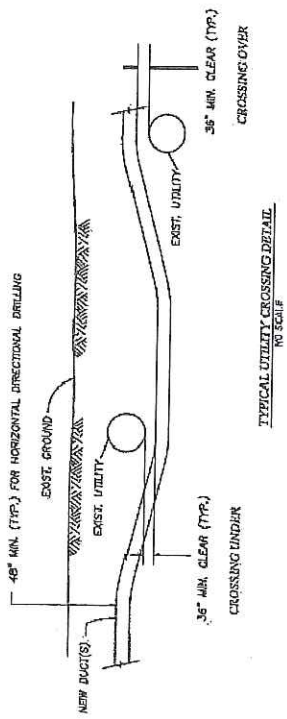 48" MIN. (TYP.) FOR HORIZONTAL DIRECTIONAL DRILLING
EXIST. GROUND
NEW DUCT(S)
EXIST. UTILITY
EXIST. UTILITY
36" MIN. CLEAR (TYP.)
CROSSING UNDER
36" MIN. CLEAR (TYP.)
CROSSING OVER
TYPICAL UTILITY CROSSING DETAIL
NO SCALE